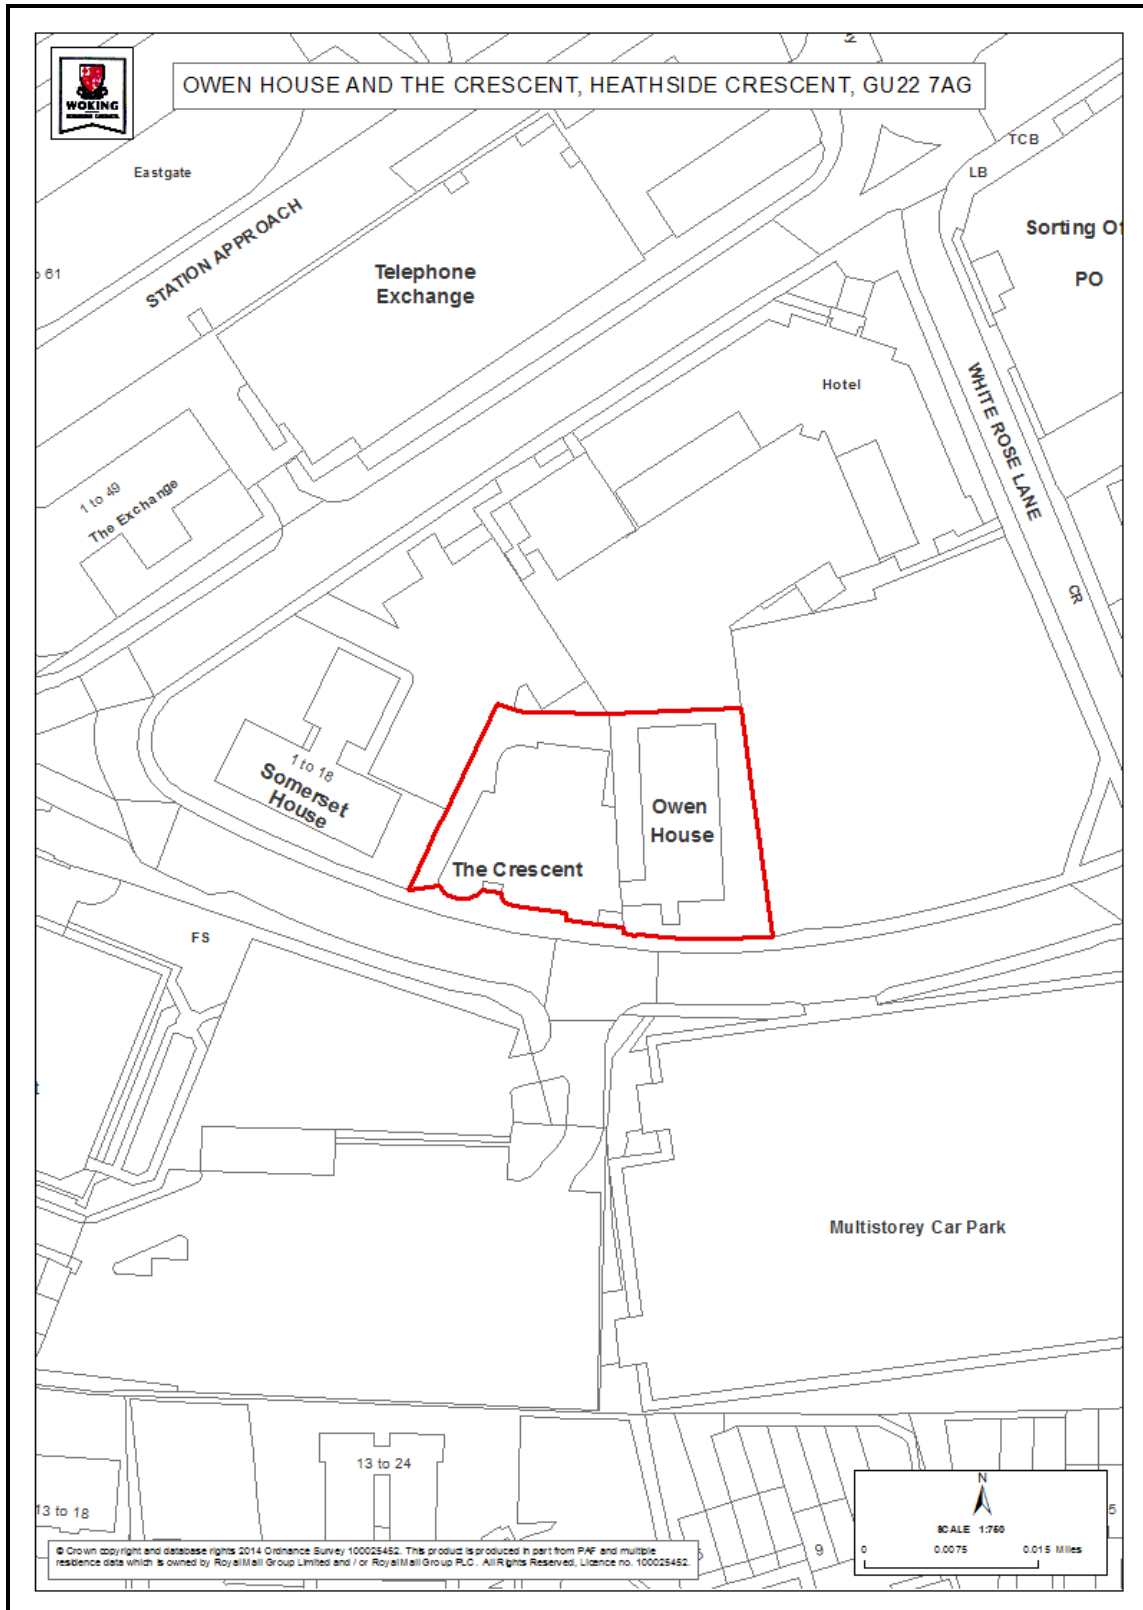 WOKING
BOROUGH COUNCIL
OWEN HOUSE AND THE CRESCENT, HEATHSIDE CRESCENT, GU22 7AG
TCB
LB
Eastgate
STATION APPROACH
Sorting Of
PO
61
Telephone
Exchange
Hotel
WHITE ROSE LANE
1 to 49
The Exchange
CR
1 to 18
Somerset
House
Owen
House
The Crescent
FS
t
Multistorey Car Park
13 to 24
13 to 18
5
9
N
SCALE 1:750
0 0.0075 0.015 Miles
© Crown copyright and database rights 2014 Ordnance Survey 100025452. This product is produced in part from PAF and multiple
residence data which is owned by Royal Mail Group Limited and / or Royal Mail Group PLC. All Rights Reserved, Licence no. 100025452.